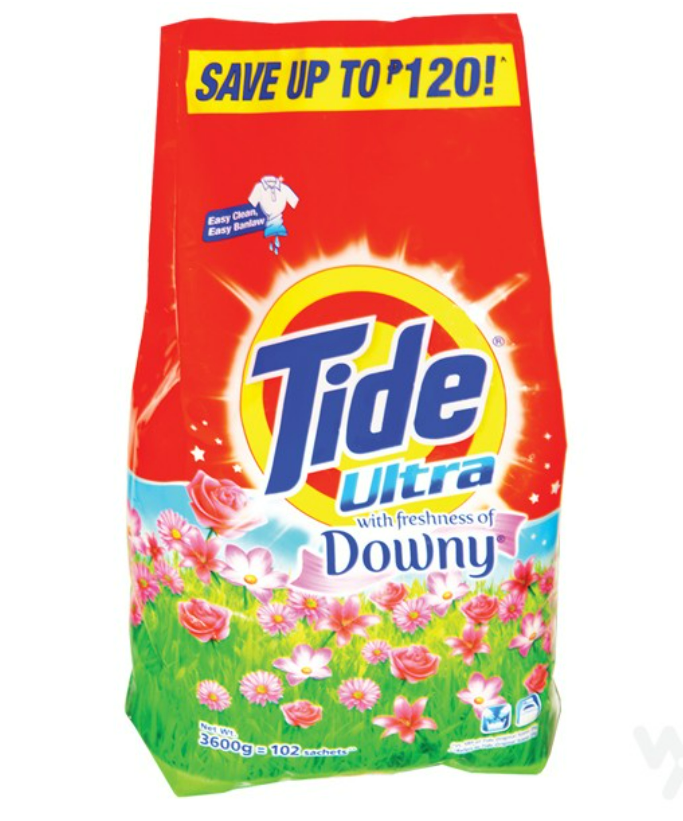 SAVE UP TO ₱120!^
Easy Clean,
Easy Banlaw
Tide®
Ultra
with freshness of
Downy®
Net Wt.
3600g = 102 sachets